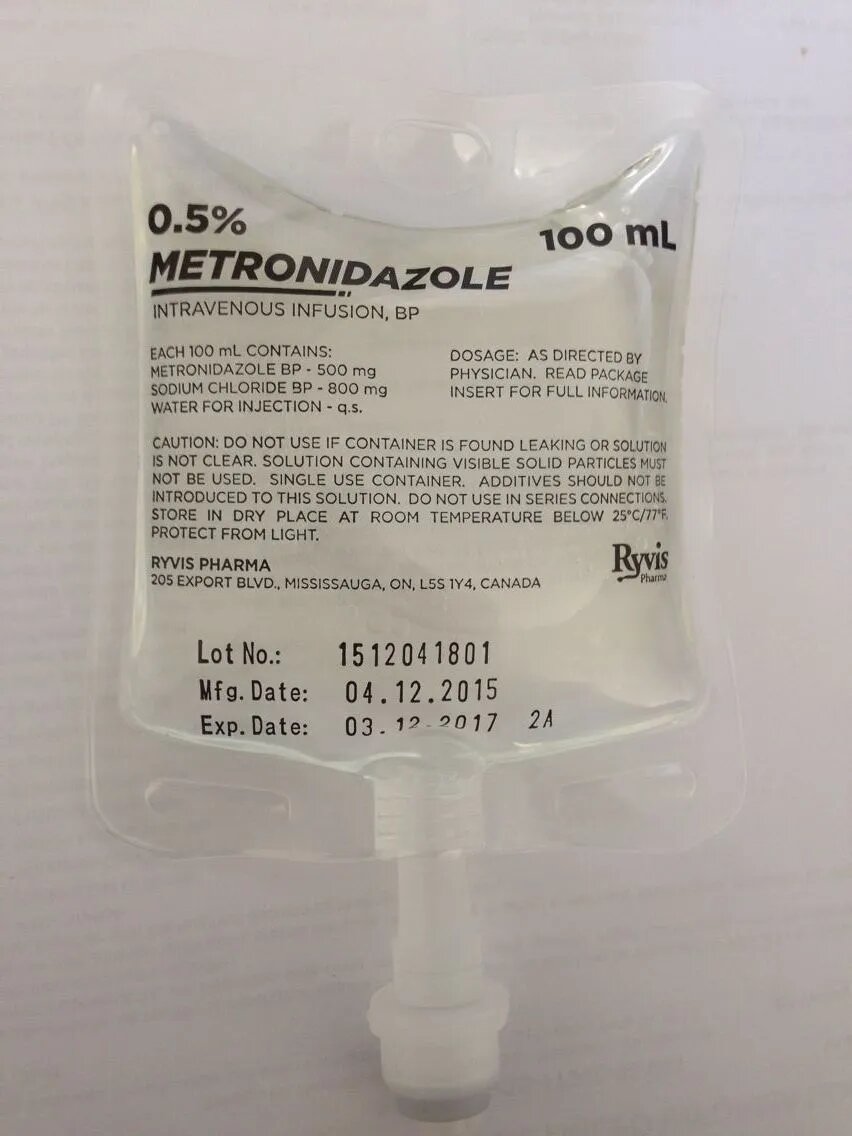 0.5%
100 mL
METRONIDAZOLE
INTRAVENOUS INFUSION, BP
EACH 100 mL CONTAINS:
METRONIDAZOLE BP - 500 mg
SODIUM CHLORIDE BP - 800 mg
WATER FOR INJECTION - q.s.
DOSAGE: AS DIRECTED BY
PHYSICIAN. READ PACKAGE
INSERT FOR FULL INFORMATION.
CAUTION: DO NOT USE IF CONTAINER IS FOUND LEAKING OR SOLUTION
IS NOT CLEAR. SOLUTION CONTAINING VISIBLE SOLID PARTICLES MUST
NOT BE USED. SINGLE USE CONTAINER. ADDITIVES SHOULD NOT BE
INTRODUCED TO THIS SOLUTION. DO NOT USE IN SERIES CONNECTIONS.
STORE IN DRY PLACE AT ROOM TEMPERATURE BELOW 25°C/77°F.
PROTECT FROM LIGHT.
RYVIS PHARMA
205 EXPORT BLVD., MISSISSAUGA, ON, L5S 1Y4, CANADA
Ryvis
Pharma
Lot No.: 1512041801
Mfg. Date: 04.12.2015
Exp. Date: 03.12.2017 2A